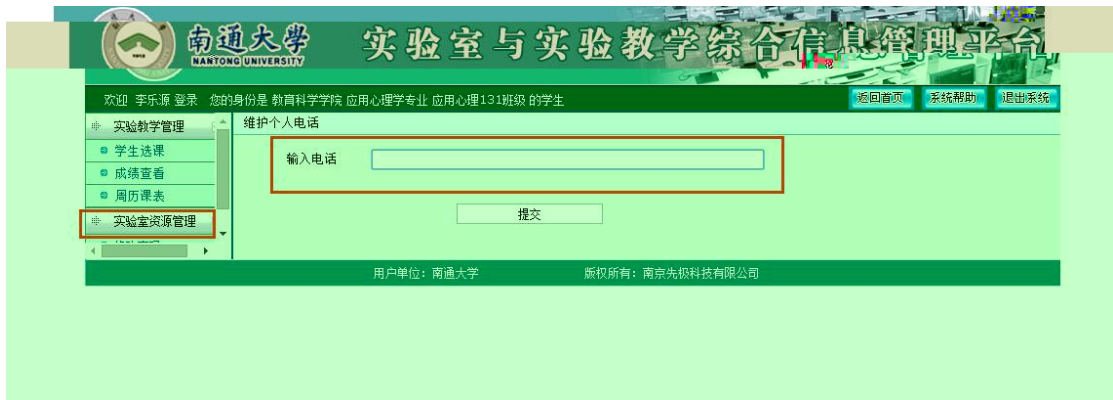 南通大學
NANTONG UNIVERSITY
实验室与实验教学综合信息管理平台
欢迎 李乐源 登录 您的身份是 教育科学学院 应用心理学专业 应用心理131班级 的学生
返回首页 系统帮助 退出系统
实验教学管理
维护个人电话
学生选课
输入电话
成绩查看
周历课表
实验室资源管理
提交
用户单位：南通大学 版权所有：南京先极科技有限公司